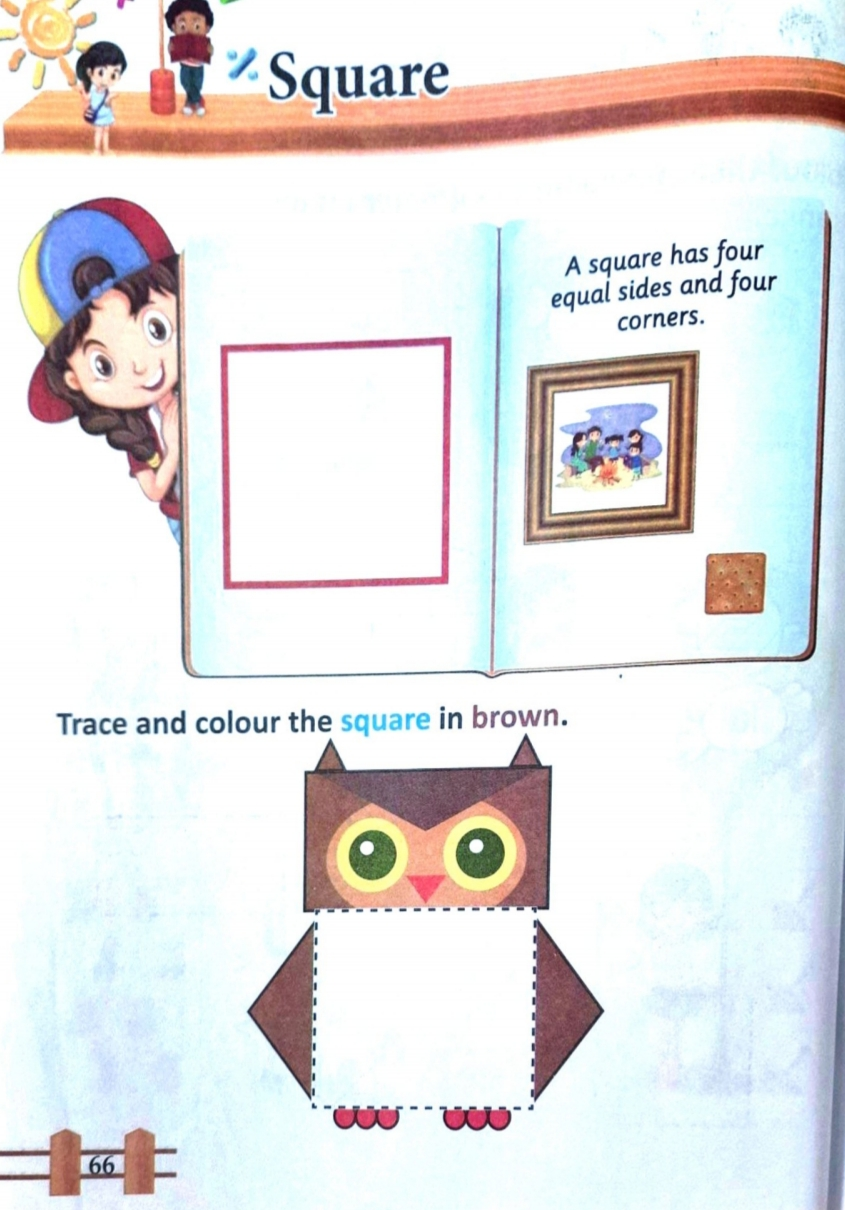 Square
A square has four
equal sides and four
corners.
Trace and colour the square in brown.
66